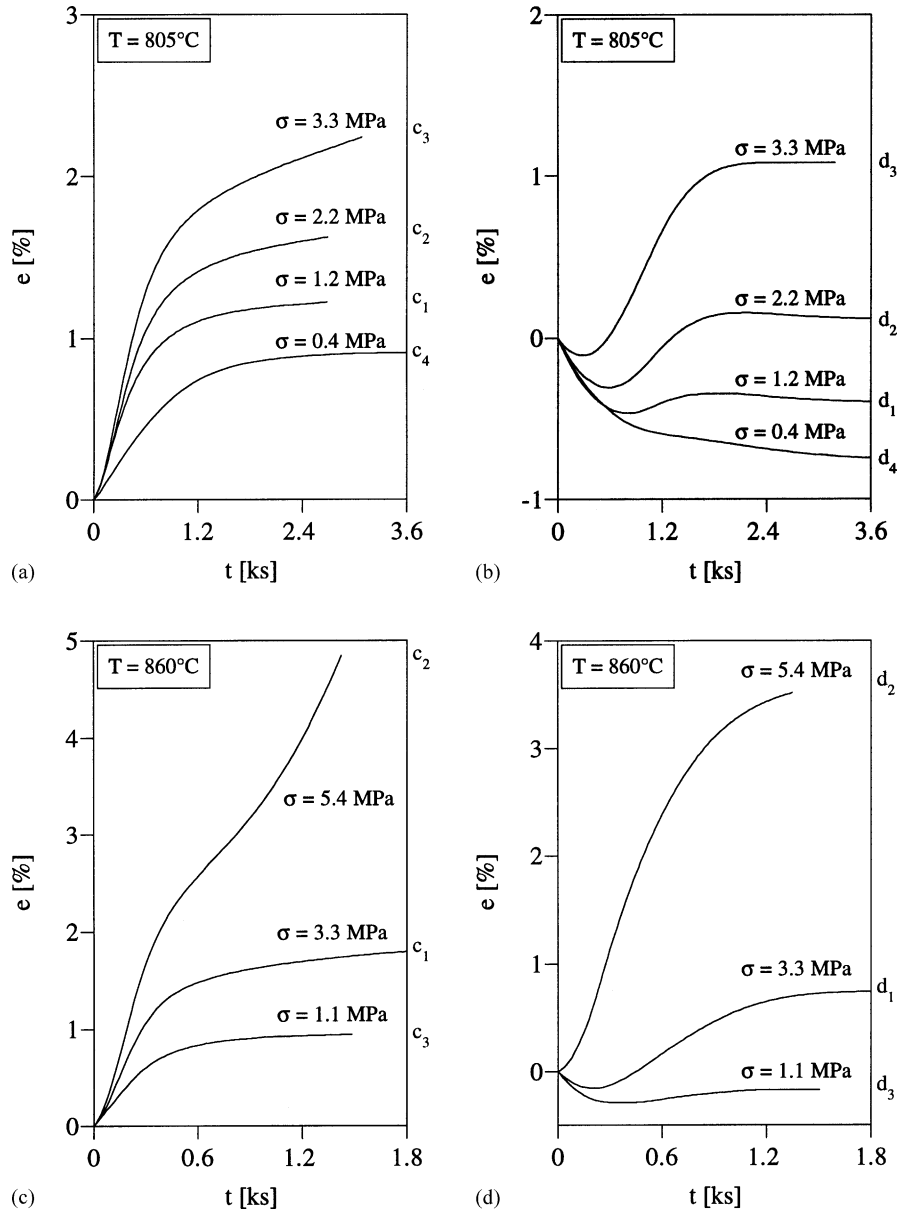 3
T = 805°C
σ = 3.3 MPa
c3
2
σ = 2.2 MPa
c2
e [%]
σ = 1.2 MPa
c1
1
σ = 0.4 MPa
c4
0
0 1.2 2.4 3.6
(a) t [ks]
2
T = 805°C
σ = 3.3 MPa
d3
1
e [%]
σ = 2.2 MPa
d2
0
σ = 1.2 MPa
d1
σ = 0.4 MPa
d4
-1
0 1.2 2.4 3.6
(b) t [ks]
5
T = 860°C
c2
4
σ = 5.4 MPa
3
e [%]
2
σ = 3.3 MPa
c1
σ = 1.1 MPa
1
c3
0
0 0.6 1.2 1.8
(c) t [ks]
4
T = 860°C
σ = 5.4 MPa
d2
3
2
e [%]
1
σ = 3.3 MPa
d1
0
σ = 1.1 MPa
d3
0 0.6 1.2 1.8
(d) t [ks]